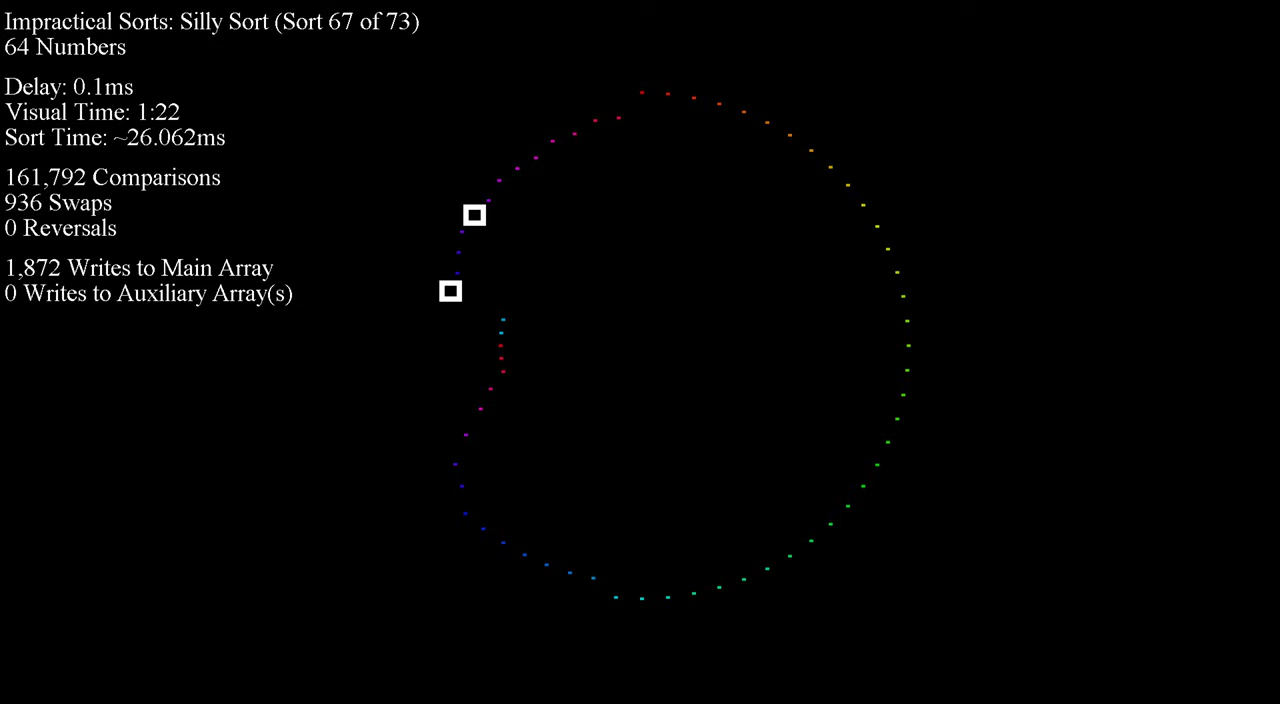 Impractical Sorts: Silly Sort (Sort 67 of 73)
64 Numbers
Delay: 0.1ms
Visual Time: 1:22
Sort Time: ~26.062ms
161,792 Comparisons
936 Swaps
0 Reversals
1,872 Writes to Main Array
0 Writes to Auxiliary Array(s)